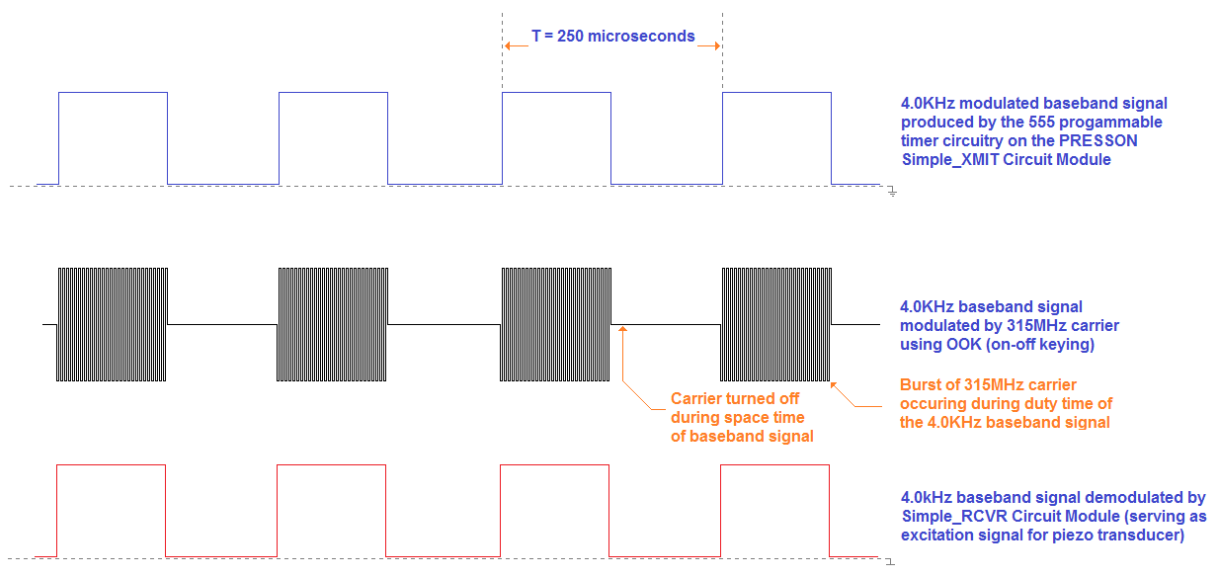 T = 250 microseconds
4.0KHz modulated baseband signal
produced by the 555 progammable
timer circuitry on the PRESSON
Simple_XMIT Circuit Module
4.0KHz baseband signal
modulated by 315MHz carrier
using OOK (on-off keying)
Carrier turned off
during space time
of baseband signal
Burst of 315MHz carrier
occuring during duty time of
the 4.0KHz baseband signal
4.0kHz baseband signal demodulated by
Simple_RCVR Circuit Module (serving as
excitation signal for piezo transducer)